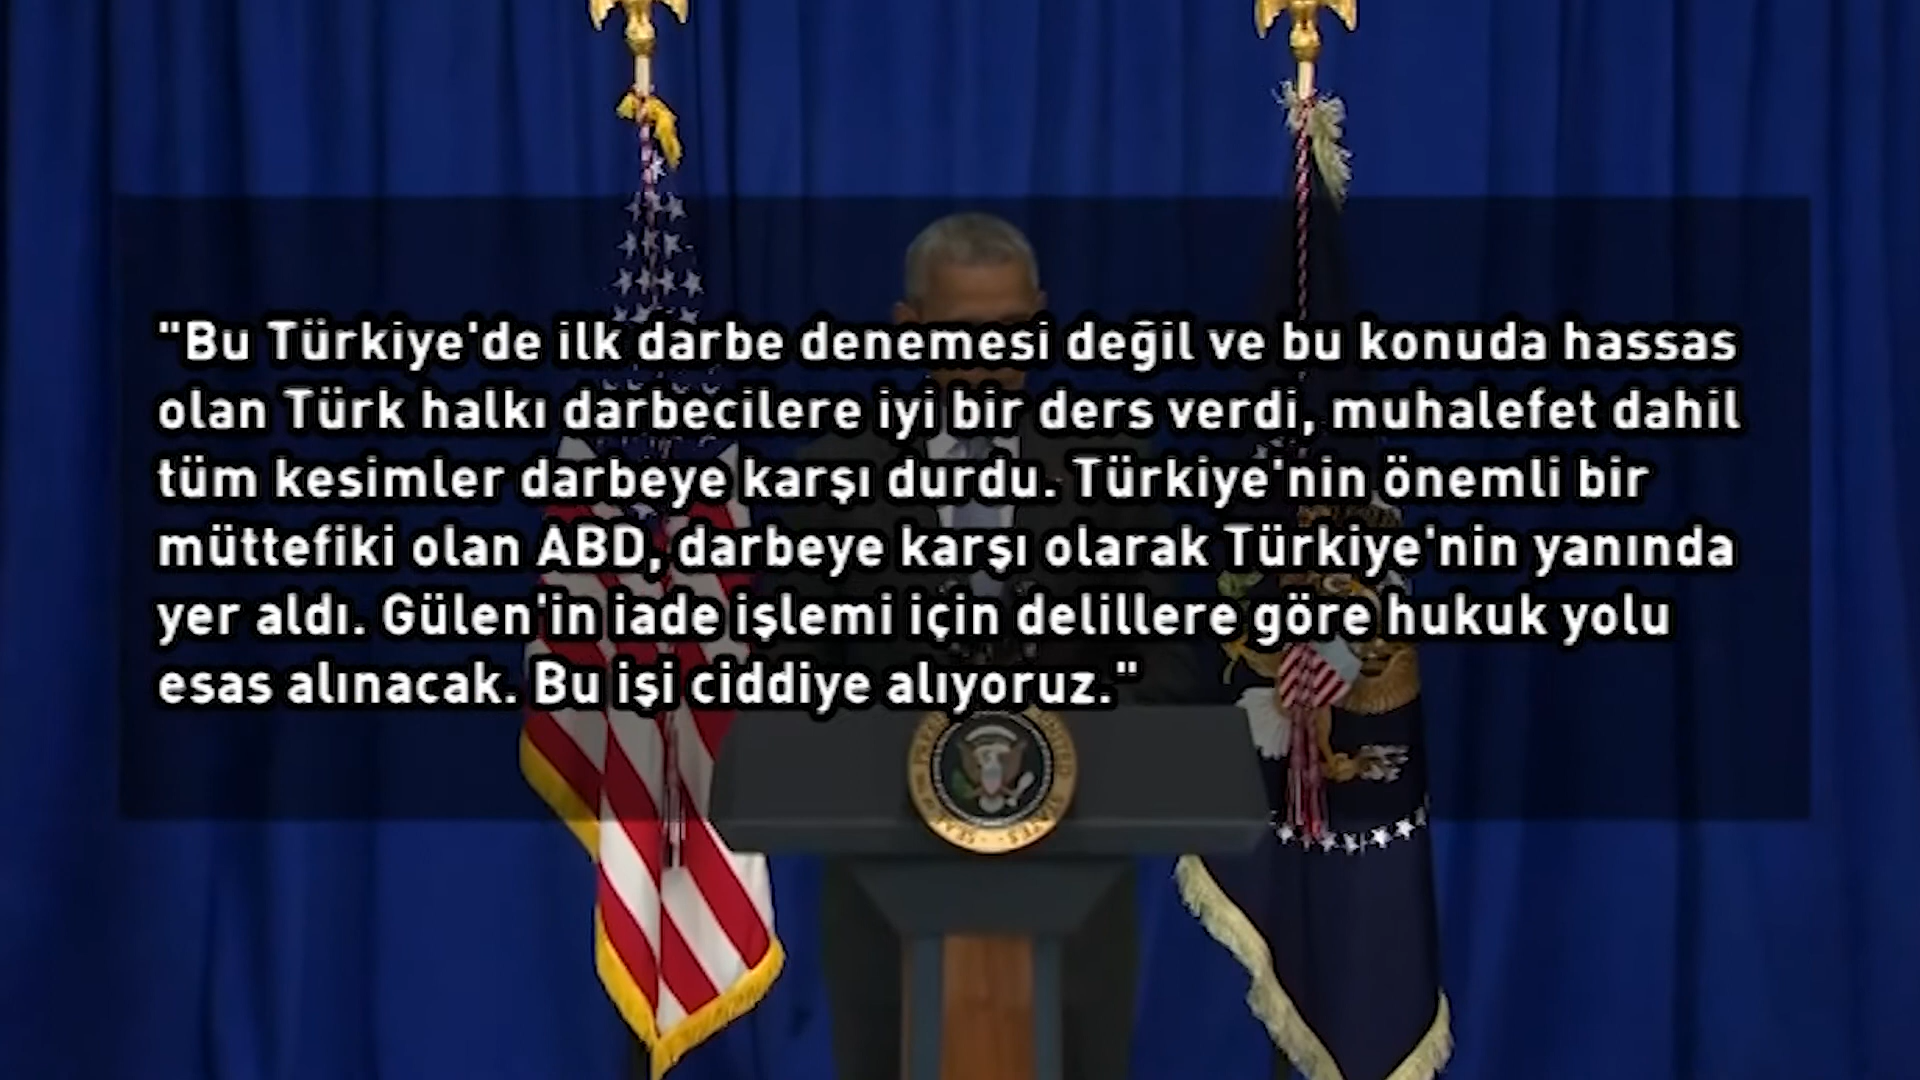 "Bu Türkiye'de ilk darbe denemesi değil ve bu konuda hassas
olan Türk halkı darbecilere iyi bir ders verdi, muhalefet dahil
tüm kesimler darbeye karşı durdu. Türkiye'nin önemli bir
müttefiki olan ABD, darbeye karşı olarak Türkiye'nin yanında
yer aldı. Gülen'in iade işlemi için delillere göre hukuk yolu
esas alınacak. Bu işi ciddiye alıyoruz."